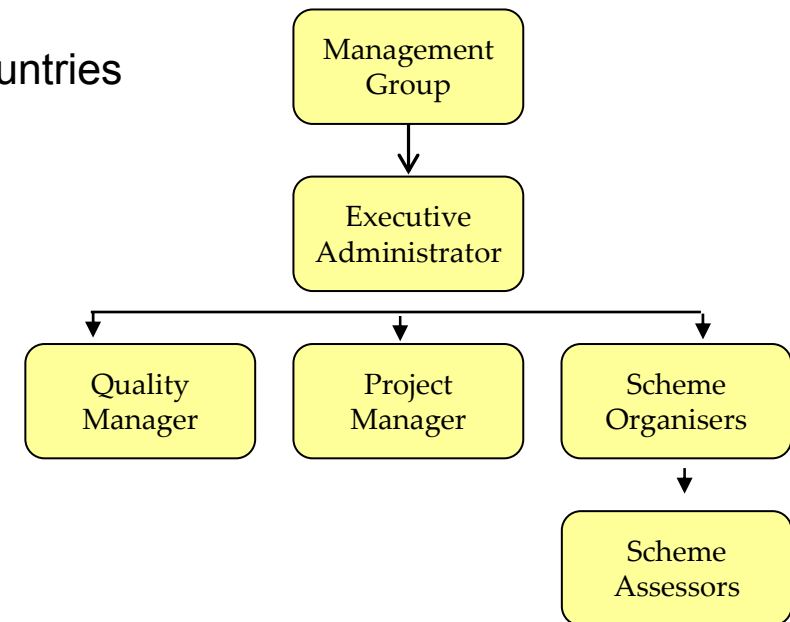 untries
Management
Group
Executive
Administrator
Quality
Manager
Project
Manager
Scheme
Organisers
Scheme
Assessors